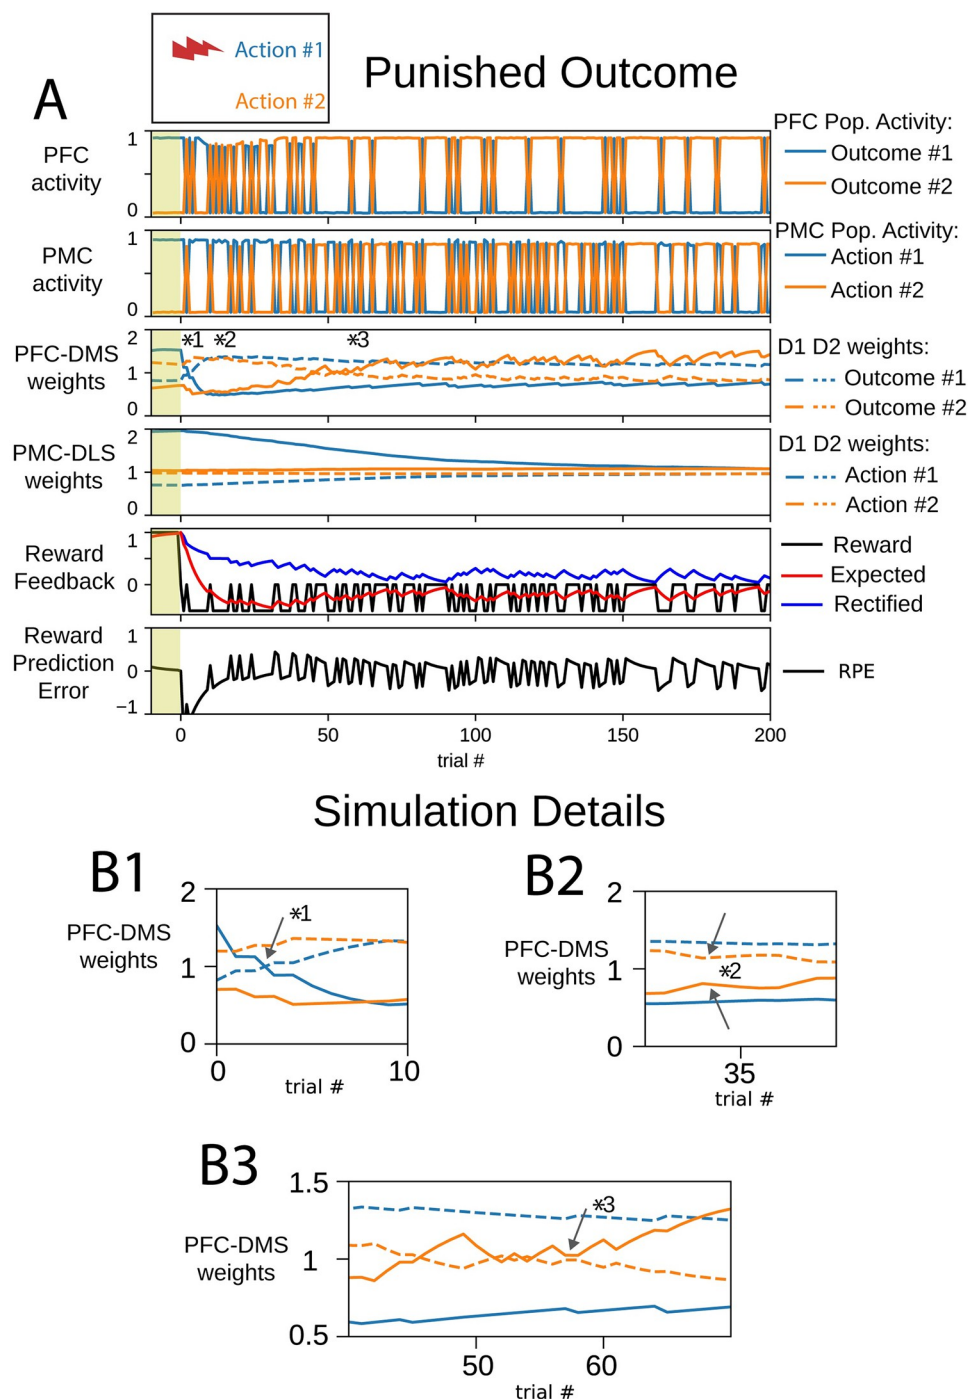 Action #1
Action #2
Punished Outcome
A
PFC
activity
1
0
PFC Pop. Activity:
Outcome #1
Outcome #2
PMC
activity
1
0
PMC Pop. Activity:
Action #1
Action #2
PFC-DMS
weights
2
1
0
*1
*2
*3
D1 D2 weights:
Outcome #1
Outcome #2
PMC-DLS
weights
2
1
0
D1 D2 weights:
Action #1
Action #2
Reward
Feedback
1
0
Reward
Expected
Rectified
Reward
Prediction
Error
1
0
−1
RPE
0
50
100
150
200
trial #
Simulation Details
B1
PFC-DMS
weights
2
1
0
*1
0
10
trial #
B2
PFC-DMS
weights
2
1
0
*2
35
trial #
B3
PFC-DMS
weights
1.5
1
0.5
*3
50
60
trial #